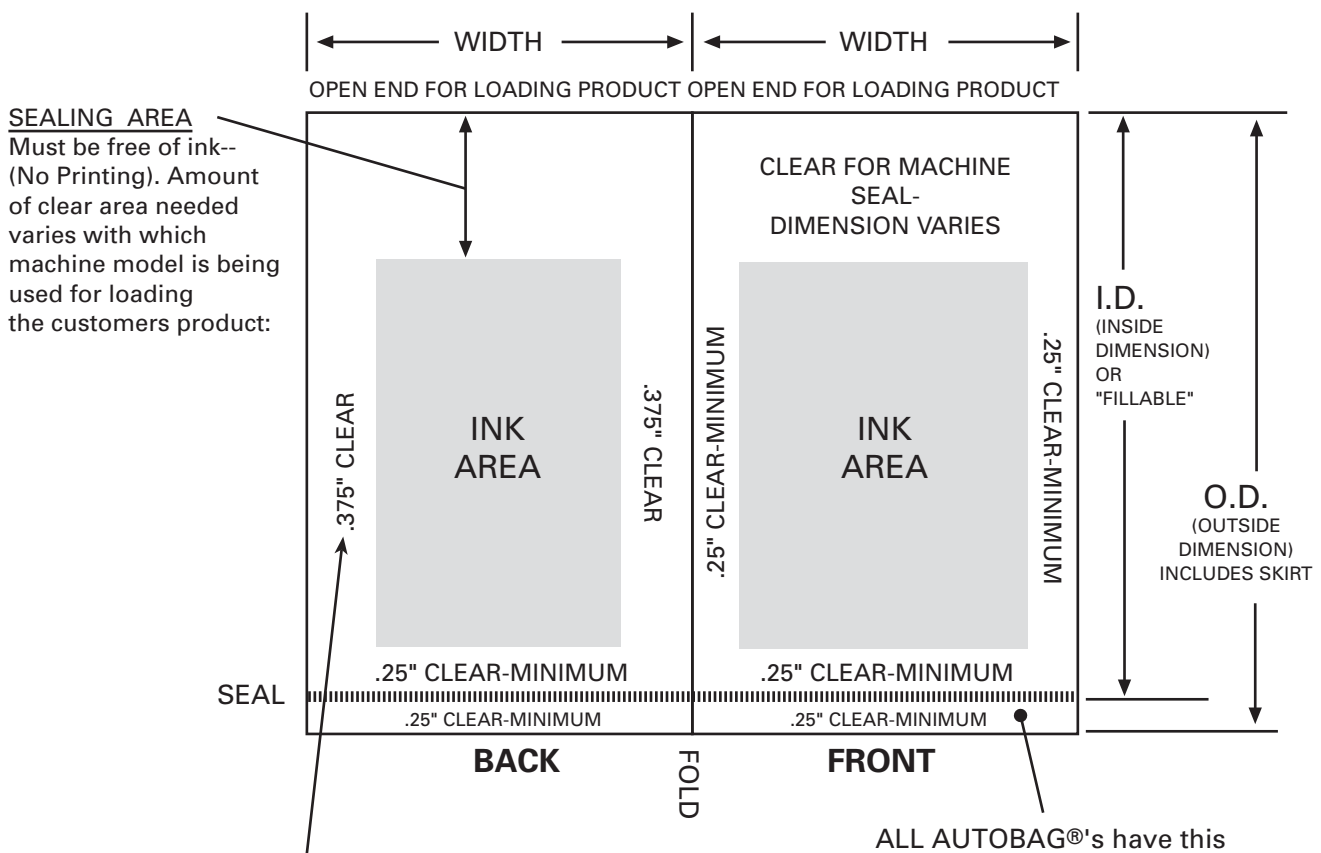 WIDTH
WIDTH
OPEN END FOR LOADING PRODUCT
OPEN END FOR LOADING PRODUCT
SEALING AREA
Must be free of ink--
(No Printing). Amount
of clear area needed
varies with which
machine model is being
used for loading
the customers product:
CLEAR FOR MACHINE
SEAL-
DIMENSION VARIES
I.D.
(INSIDE
DIMENSION)
OR
"FILLABLE"
O.D.
(OUTSIDE
DIMENSION)
INCLUDES SKIRT
.375" CLEAR
INK
AREA
.375" CLEAR
.25" CLEAR-MINIMUM
INK
AREA
.25" CLEAR-MINIMUM
.25" CLEAR-MINIMUM
.25" CLEAR-MINIMUM
SEAL
.25" CLEAR-MINIMUM
.25" CLEAR-MINIMUM
BACK
FOLD
FRONT
ALL AUTOBAG®'s have this